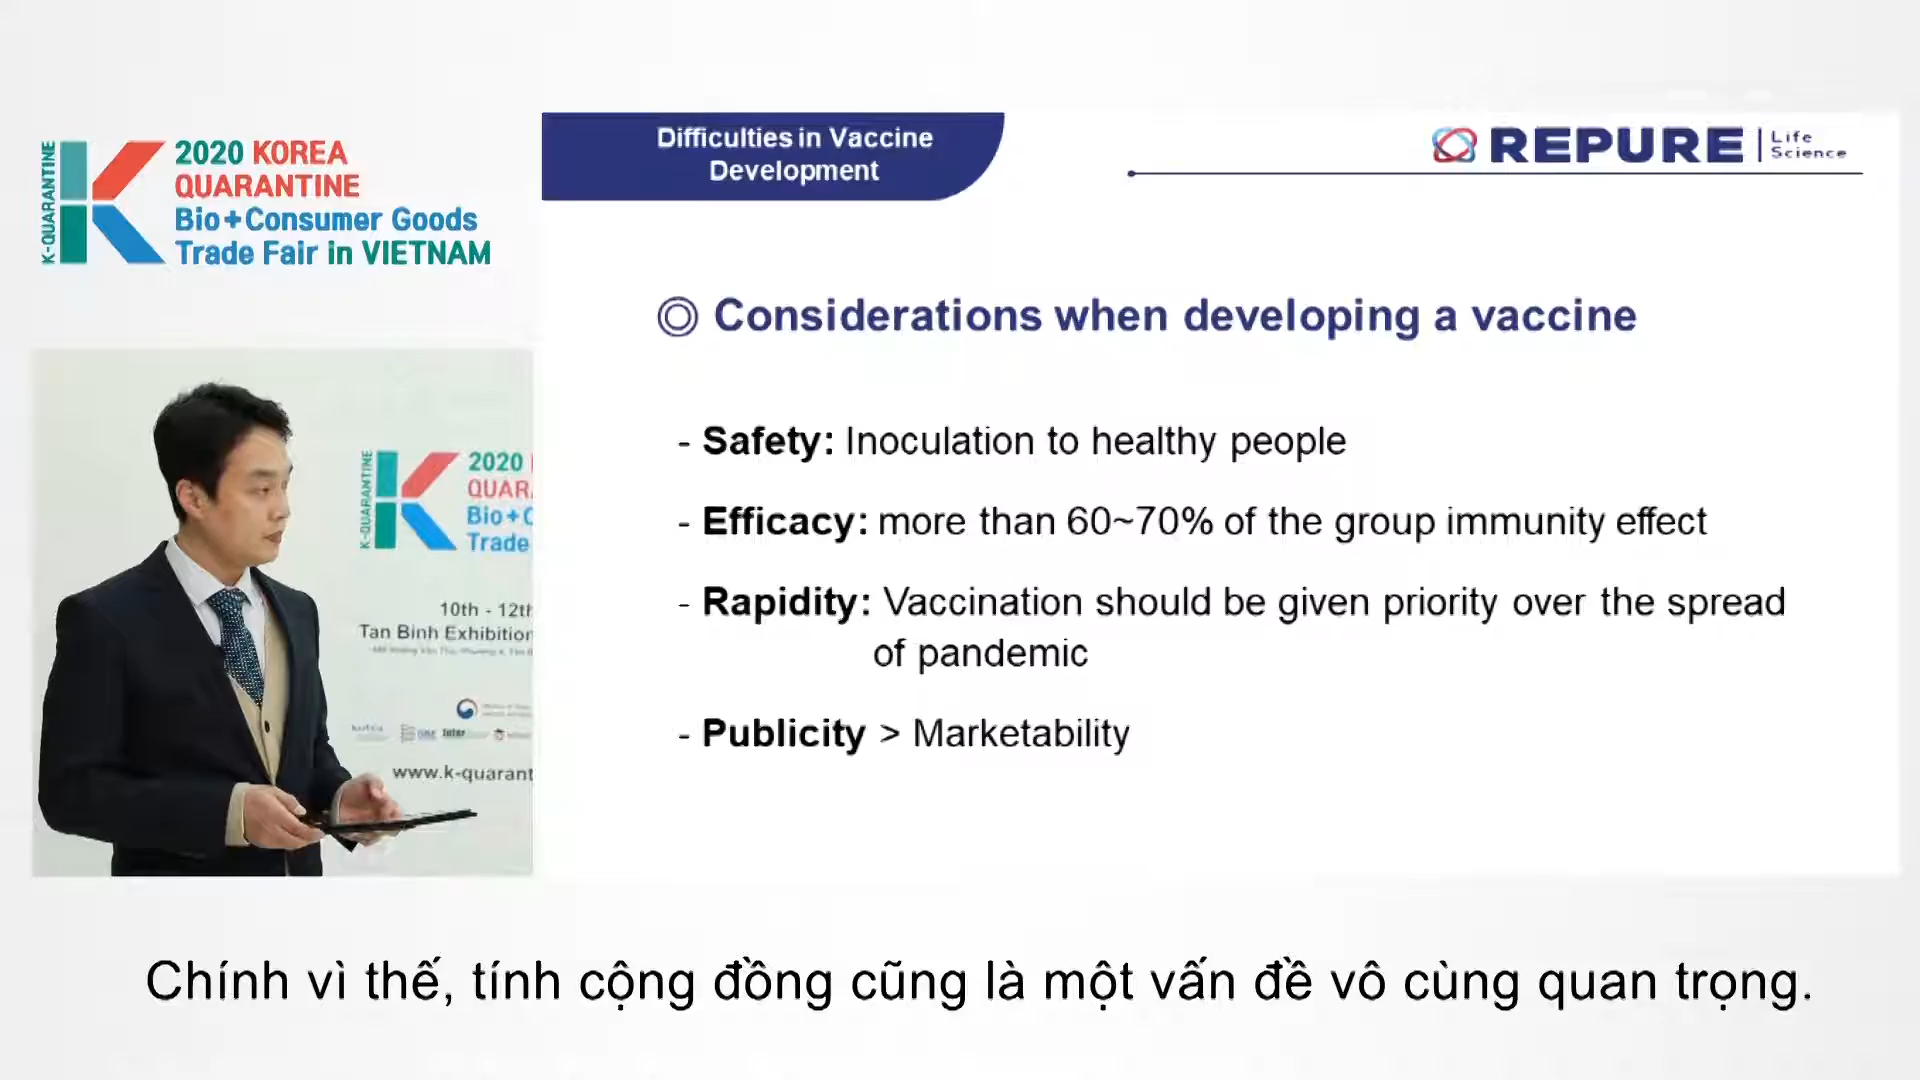 K-QUARANTINE
2020 KOREA
QUARANTINE
Bio+Consumer Goods
Trade Fair in VIETNAM
Difficulties in Vaccine
Development
REPURE
Life
Science
◎ Considerations when developing a vaccine
- Safety: Inoculation to healthy people
- Efficacy: more than 60~70% of the group immunity effect
- Rapidity: Vaccination should be given priority over the spread
of pandemic
- Publicity > Marketability
K-QUARANTINE
2020
QUAR
Bio+C
Trade
10th - 12th
Tan Binh Exhibition
www.k-quarant
Chính vì thế, tính cộng đồng cũng là một vấn đề vô cùng quan trọng.